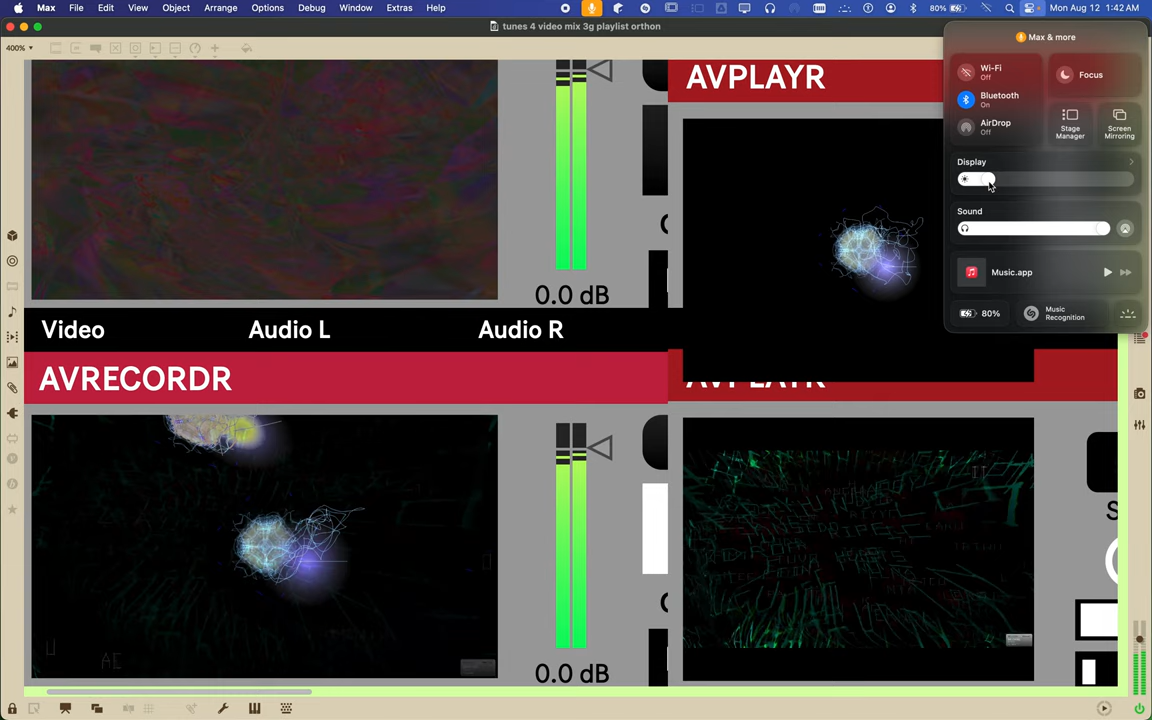 Max File Edit View Object Arrange Options Debug Window Extras Help 80% Mon Aug 12 1:42 AM
tunes 4 video mix 3g playlist orthon
400%
Max & more
Wi-Fi
Off
Focus
Bluetooth
On
AirDrop
Off
Stage
Manager
Screen
Mirroring
Display
Sound
Music.app
80%
Music
Recognition
AVPLAYR
0.0 dB
Video Audio L Audio R
AVRECORDR
AVPLAYR
0.0 dB